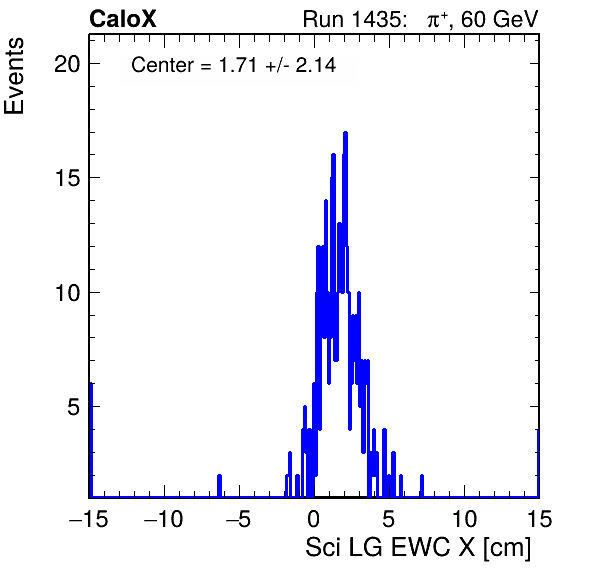 CaloX Run 1435: π⁺, 60 GeV
Events
Center = 1.71 +/- 2.14
20
15
10
5
−15 −10 −5 0 5 10 15
Sci LG EWC X [cm]